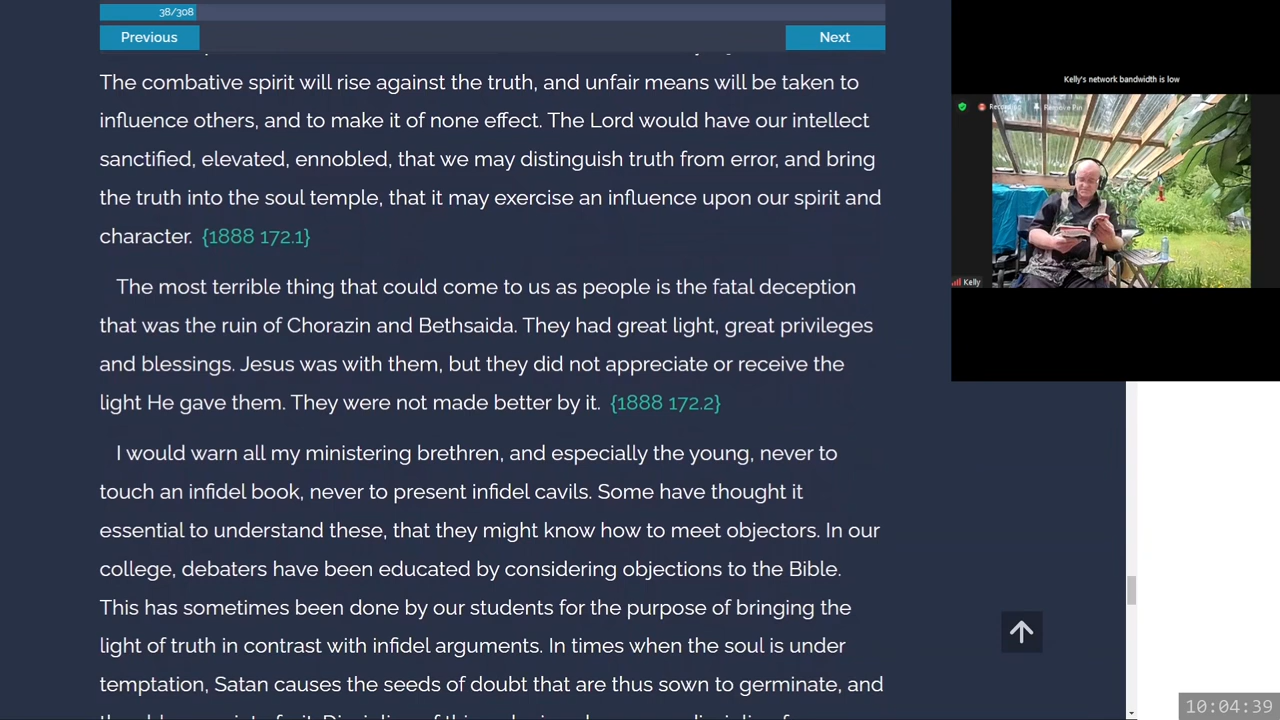 38/308
Previous
Next
Kelly's network bandwidth is low
Remove Pin
Kelly
The combative spirit will rise against the truth, and unfair means will be taken to
influence others, and to make it of none effect. The Lord would have our intellect
sanctified, elevated, ennobled, that we may distinguish truth from error, and bring
the truth into the soul temple, that it may exercise an influence upon our spirit and
character. {1888 172.1}
The most terrible thing that could come to us as people is the fatal deception
that was the ruin of Chorazin and Bethsaida. They had great light, great privileges
and blessings. Jesus was with them, but they did not appreciate or receive the
light He gave them. They were not made better by it. {1888 172.2}
I would warn all my ministering brethren, and especially the young, never to
touch an infidel book, never to present infidel cavils. Some have thought it
essential to understand these, that they might know how to meet objectors. In our
college, debaters have been educated by considering objections to the Bible.
This has sometimes been done by our students for the purpose of bringing the
light of truth in contrast with infidel arguments. In times when the soul is under
temptation, Satan causes the seeds of doubt that are thus sown to germinate, and
10:04:39